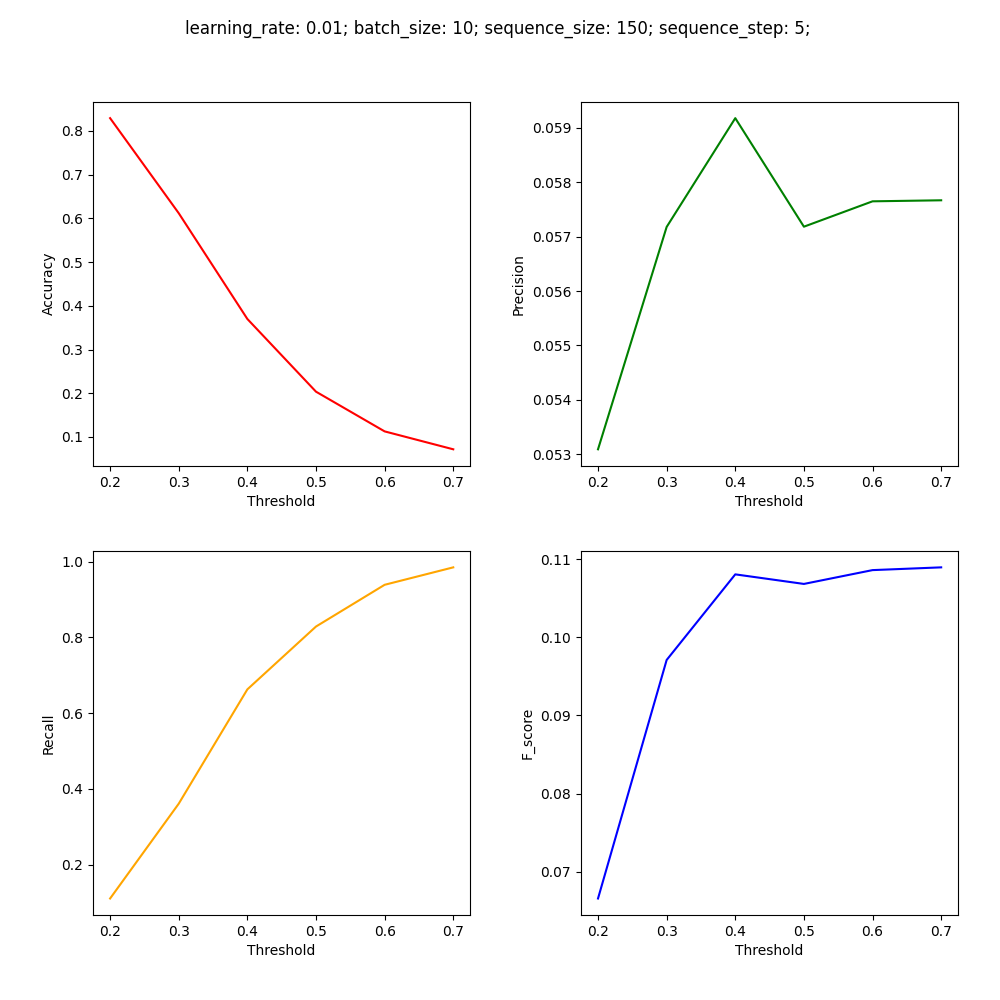 learning_rate: 0.01; batch_size: 10; sequence_size: 150; sequence_step: 5;
Accuracy
0.8
0.7
0.6
0.5
0.4
0.3
0.2
0.1
0.2 0.3 0.4 0.5 0.6 0.7
Threshold
Precision
0.059
0.058
0.057
0.056
0.055
0.054
0.053
0.2 0.3 0.4 0.5 0.6 0.7
Threshold
Recall
1.0
0.8
0.6
0.4
0.2
0.2 0.3 0.4 0.5 0.6 0.7
Threshold
F_score
0.11
0.10
0.09
0.08
0.07
0.2 0.3 0.4 0.5 0.6 0.7
Threshold